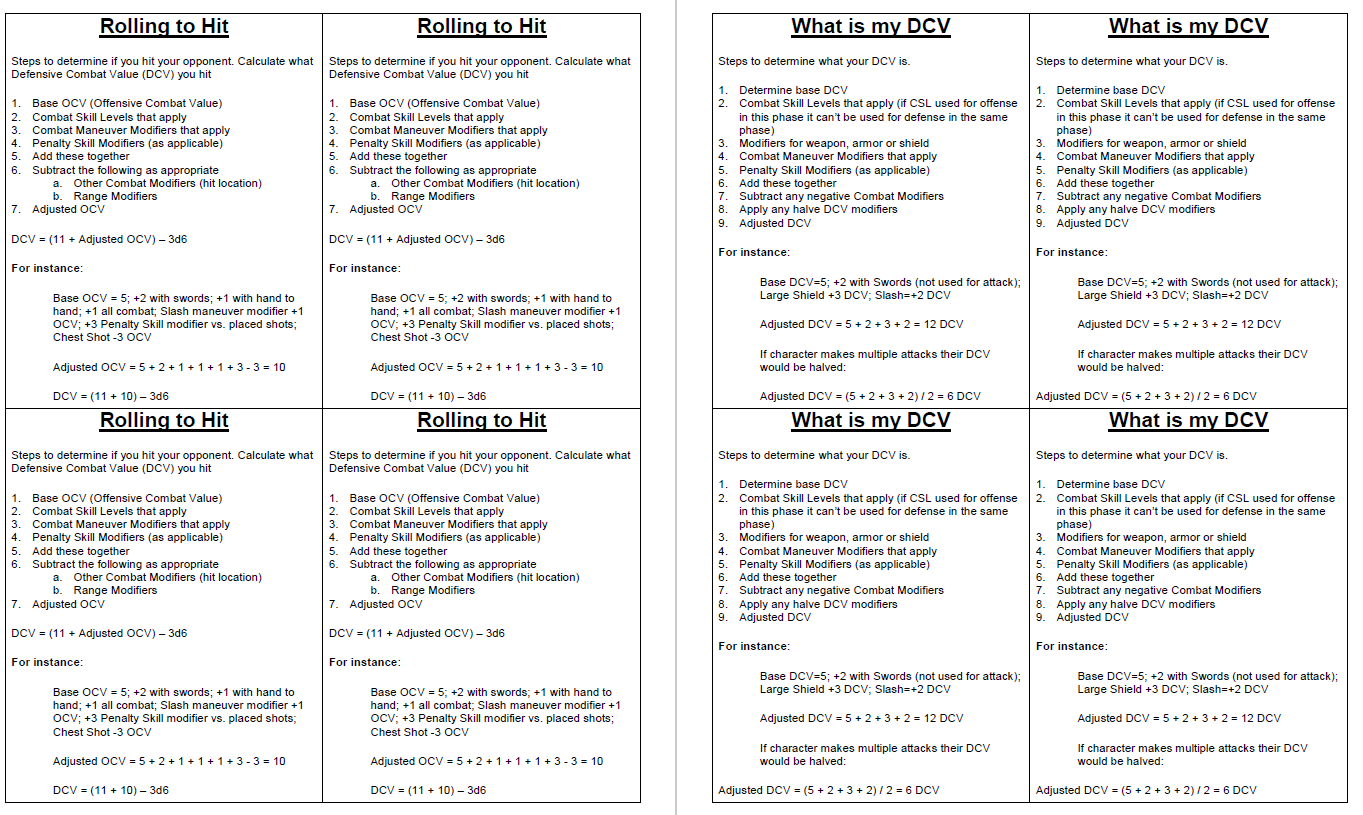 Rolling to Hit
Steps to determine if you hit your opponent. Calculate what
Defensive Combat Value (DCV) you hit
1. Base OCV (Offensive Combat Value)
2. Combat Skill Levels that apply
3. Combat Maneuver Modifiers that apply
4. Penalty Skill Modifiers (as applicable)
5. Add these together
6. Subtract the following as appropriate
a. Other Combat Modifiers (hit location)
b. Range Modifiers
7. Adjusted OCV
DCV = (11 + Adjusted OCV) – 3d6
For instance:
Base OCV = 5; +2 with swords; +1 with hand to
hand; +1 all combat; Slash maneuver modifier +1
OCV; +3 Penalty Skill modifier vs. placed shots;
Chest Shot -3 OCV
Adjusted OCV = 5 + 2 + 1 + 1 + 1 + 3 - 3 = 10
DCV = (11 + 10) – 3d6
Rolling to Hit
Steps to determine if you hit your opponent. Calculate what
Defensive Combat Value (DCV) you hit
1. Base OCV (Offensive Combat Value)
2. Combat Skill Levels that apply
3. Combat Maneuver Modifiers that apply
4. Penalty Skill Modifiers (as applicable)
5. Add these together
6. Subtract the following as appropriate
a. Other Combat Modifiers (hit location)
b. Range Modifiers
7. Adjusted OCV
DCV = (11 + Adjusted OCV) – 3d6
For instance:
Base OCV = 5; +2 with swords; +1 with hand to
hand; +1 all combat; Slash maneuver modifier +1
OCV; +3 Penalty Skill modifier vs. placed shots;
Chest Shot -3 OCV
Adjusted OCV = 5 + 2 + 1 + 1 + 1 + 3 - 3 = 10
DCV = (11 + 10) – 3d6
Rolling to Hit
Steps to determine if you hit your opponent. Calculate what
Defensive Combat Value (DCV) you hit
1. Base OCV (Offensive Combat Value)
2. Combat Skill Levels that apply
3. Combat Maneuver Modifiers that apply
4. Penalty Skill Modifiers (as applicable)
5. Add these together
6. Subtract the following as appropriate
a. Other Combat Modifiers (hit location)
b. Range Modifiers
7. Adjusted OCV
DCV = (11 + Adjusted OCV) – 3d6
For instance:
Base OCV = 5; +2 with swords; +1 with hand to
hand; +1 all combat; Slash maneuver modifier +1
OCV; +3 Penalty Skill modifier vs. placed shots;
Chest Shot -3 OCV
Adjusted OCV = 5 + 2 + 1 + 1 + 1 + 3 - 3 = 10
DCV = (11 + 10) – 3d6
Rolling to Hit
Steps to determine if you hit your opponent. Calculate what
Defensive Combat Value (DCV) you hit
1. Base OCV (Offensive Combat Value)
2. Combat Skill Levels that apply
3. Combat Maneuver Modifiers that apply
4. Penalty Skill Modifiers (as applicable)
5. Add these together
6. Subtract the following as appropriate
a. Other Combat Modifiers (hit location)
b. Range Modifiers
7. Adjusted OCV
DCV = (11 + Adjusted OCV) – 3d6
For instance:
Base OCV = 5; +2 with swords; +1 with hand to
hand; +1 all combat; Slash maneuver modifier +1
OCV; +3 Penalty Skill modifier vs. placed shots;
Chest Shot -3 OCV
Adjusted OCV = 5 + 2 + 1 + 1 + 1 + 3 - 3 = 10
DCV = (11 + 10) – 3d6
What is my DCV
Steps to determine what your DCV is.
1. Determine base DCV
2. Combat Skill Levels that apply (if CSL used for offense
in this phase it can’t be used for defense in the same
phase)
3. Modifiers for weapon, armor or shield
4. Combat Maneuver Modifiers that apply
5. Penalty Skill Modifiers (as applicable)
6. Add these together
7. Subtract any negative Combat Modifiers
8. Apply any halve DCV modifiers
9. Adjusted DCV
For instance:
Base DCV=5; +2 with Swords (not used for attack);
Large Shield +3 DCV; Slash=+2 DCV
Adjusted DCV = 5 + 2 + 3 + 2 = 12 DCV
If character makes multiple attacks their DCV
would be halved:
Adjusted DCV = (5 + 2 + 3 + 2) / 2 = 6 DCV
What is my DCV
Steps to determine what your DCV is.
1. Determine base DCV
2. Combat Skill Levels that apply (if CSL used for offense
in this phase it can’t be used for defense in the same
phase)
3. Modifiers for weapon, armor or shield
4. Combat Maneuver Modifiers that apply
5. Penalty Skill Modifiers (as applicable)
6. Add these together
7. Subtract any negative Combat Modifiers
8. Apply any halve DCV modifiers
9. Adjusted DCV
For instance:
Base DCV=5; +2 with Swords (not used for attack);
Large Shield +3 DCV; Slash=+2 DCV
Adjusted DCV = 5 + 2 + 3 + 2 = 12 DCV
If character makes multiple attacks their DCV
would be halved:
Adjusted DCV = (5 + 2 + 3 + 2) / 2 = 6 DCV
What is my DCV
Steps to determine what your DCV is.
1. Determine base DCV
2. Combat Skill Levels that apply (if CSL used for offense
in this phase it can’t be used for defense in the same
phase)
3. Modifiers for weapon, armor or shield
4. Combat Maneuver Modifiers that apply
5. Penalty Skill Modifiers (as applicable)
6. Add these together
7. Subtract any negative Combat Modifiers
8. Apply any halve DCV modifiers
9. Adjusted DCV
For instance:
Base DCV=5; +2 with Swords (not used for attack);
Large Shield +3 DCV; Slash=+2 DCV
Adjusted DCV = 5 + 2 + 3 + 2 = 12 DCV
If character makes multiple attacks their DCV
would be halved:
Adjusted DCV = (5 + 2 + 3 + 2) / 2 = 6 DCV
What is my DCV
Steps to determine what your DCV is.
1. Determine base DCV
2. Combat Skill Levels that apply (if CSL used for offense
in this phase it can’t be used for defense in the same
phase)
3. Modifiers for weapon, armor or shield
4. Combat Maneuver Modifiers that apply
5. Penalty Skill Modifiers (as applicable)
6. Add these together
7. Subtract any negative Combat Modifiers
8. Apply any halve DCV modifiers
9. Adjusted DCV
For instance:
Base DCV=5; +2 with Swords (not used for attack);
Large Shield +3 DCV; Slash=+2 DCV
Adjusted DCV = 5 + 2 + 3 + 2 = 12 DCV
If character makes multiple attacks their DCV
would be halved:
Adjusted DCV = (5 + 2 + 3 + 2) / 2 = 6 DCV